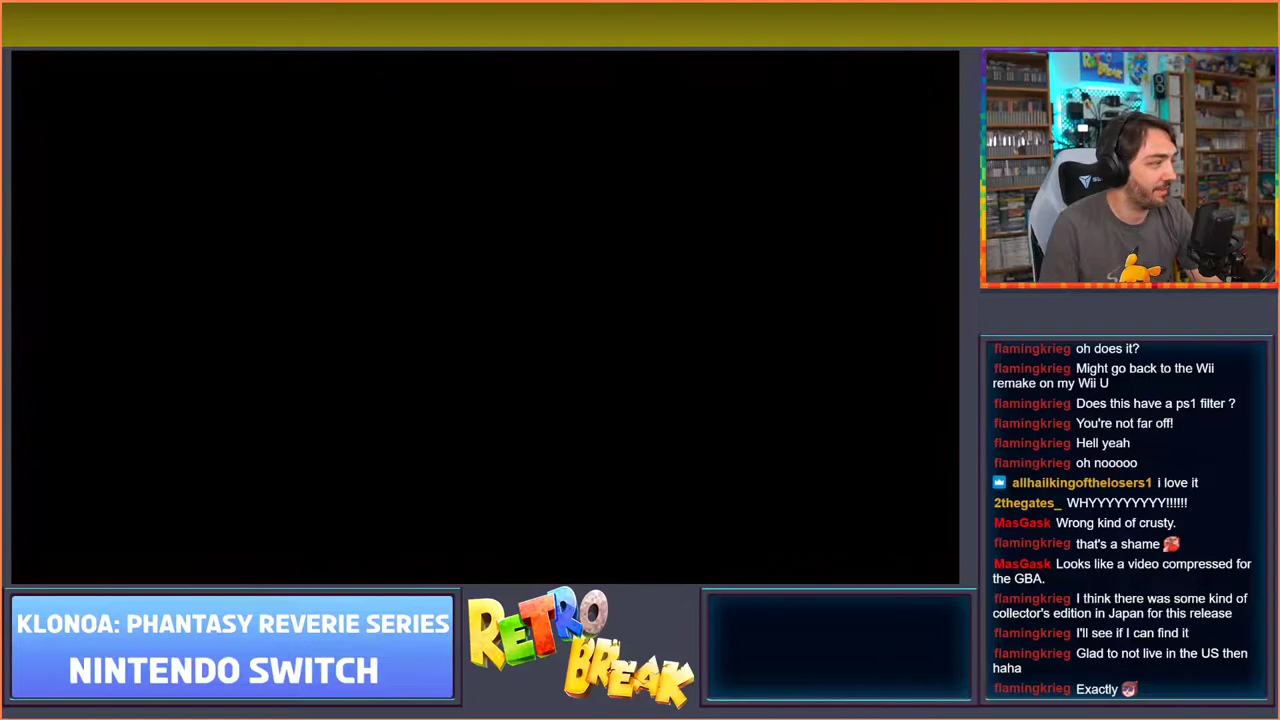 RETRO BREAK
flamingkrieg oh does it?
flamingkrieg Might go back to the Wii
remake on my Wii U
flamingkrieg Does this have a ps1 filter ?
flamingkrieg You're not far off!
flamingkrieg Hell yeah
flamingkrieg oh nooooo
allhailkingofthelosers1 i love it
2thegates_ WHYYYYYYYYY!!!!!!
MasGask Wrong kind of crusty.
flamingkrieg that's a shame
MasGask Looks like a video compressed for
the GBA.
flamingkrieg I think there was some kind of
collector's edition in Japan for this release
flamingkrieg I'll see if I can find it
flamingkrieg Glad to not live in the US then
haha
flamingkrieg Exactly
KLONOA: PHANTASY REVERIE SERIES
NINTENDO SWITCH
RETRO
BREAK